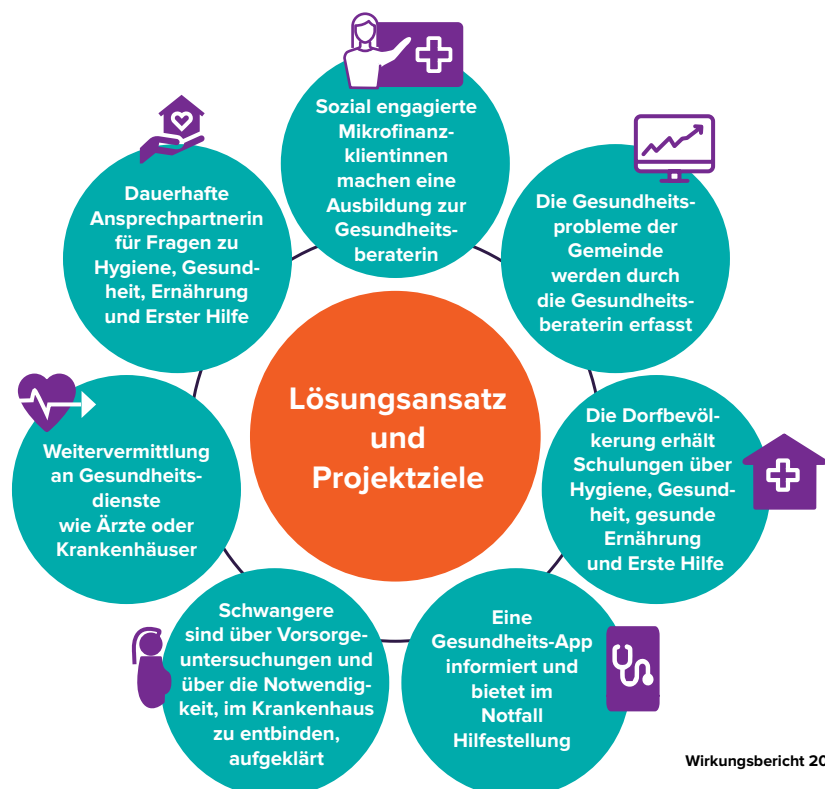 Sozial engagierte
Mikrofinanz-
klientinnen
machen eine
Ausbildung zur
Gesundheits-
beraterin
Die Gesundheits-
probleme der
Gemeinde
werden durch
die Gesundheits-
beraterin erfasst
Die Dorfbevöl-
kerung erhält
Schulungen über
Hygiene, Gesund-
heit, gesunde
Ernährung
und Erste Hilfe
Eine
Gesundheits-App
informiert und
bietet im
Notfall
Hilfestellung
Schwangere
sind über Vorsorge-
untersuchungen und
über die Notwendig-
keit, im Krankenhaus
zu entbinden,
aufgeklärt
Weitervermittlung
an Gesundheits-
dienste
wie Ärzte oder
Krankenhäuser
Dauerhafte
Ansprechpartnerin
für Fragen zu
Hygiene, Gesund-
heit, Ernährung
und Erster Hilfe
Lösungsansatz
und
Projektziele
Wirkungsbericht 20